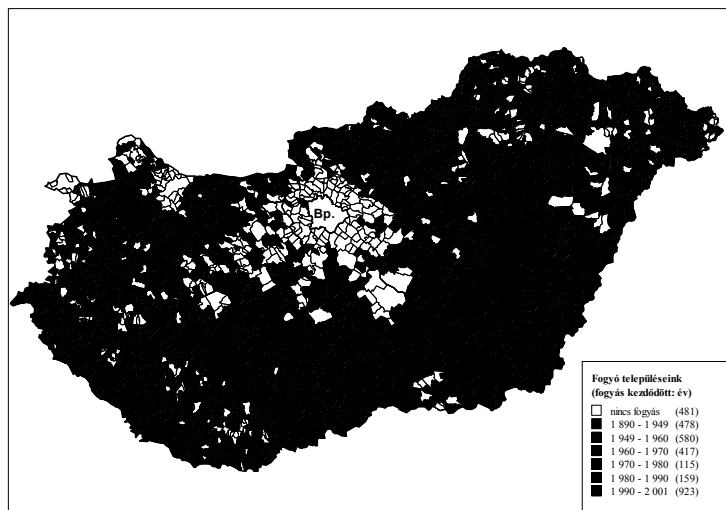 Bp.
Fogyó településeink
(fogyás kezdődött: év)
nincs fogyás (481)
1 890 - 1 949 (478)
1 949 - 1 960 (580)
1 960 - 1 970 (417)
1 970 - 1 980 (115)
1 980 - 1 990 (159)
1 990 - 2 001 (923)